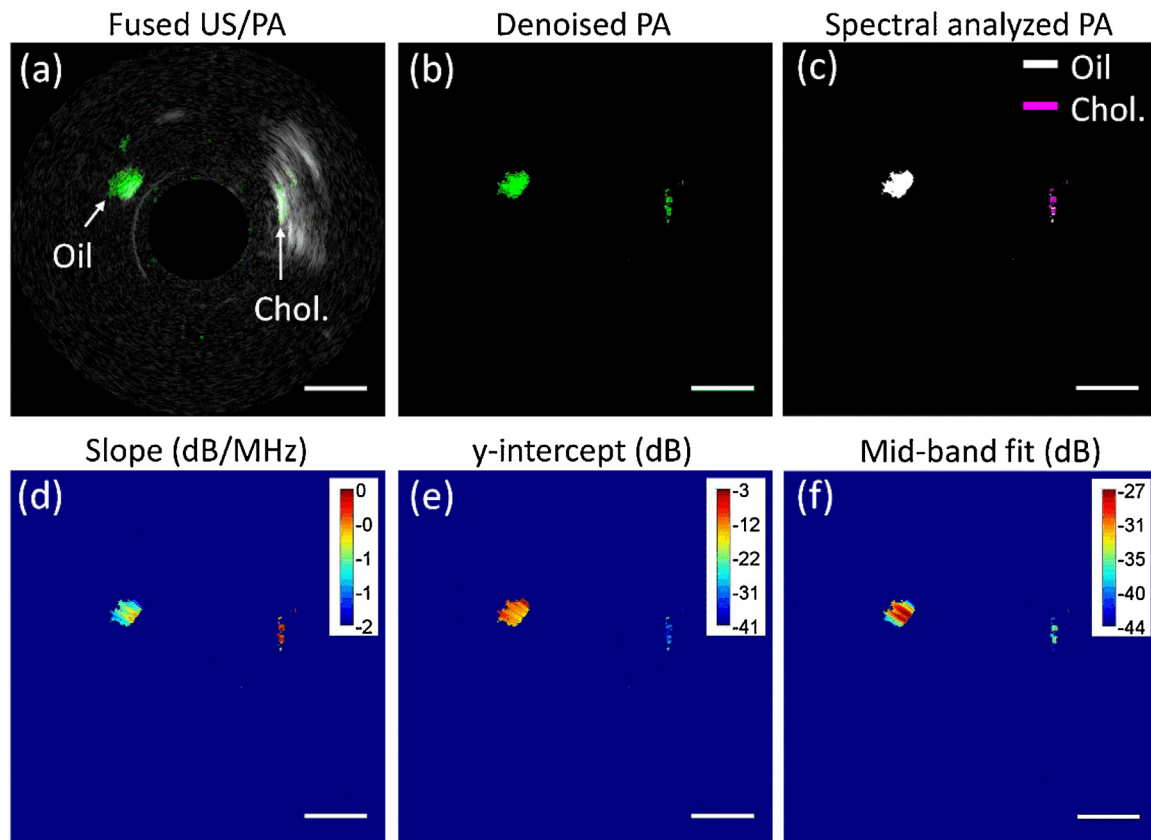 Fused US/PA
Denoised PA
Spectral analyzed PA
(a)
Oil
Chol.
(b)
(c)
Oil
Chol.
Slope (dB/MHz)
y-intercept (dB)
Mid-band fit (dB)
(d)
0
-0
-1
-1
-2
(e)
-3
-12
-22
-31
-41
(f)
-27
-31
-35
-40
-44